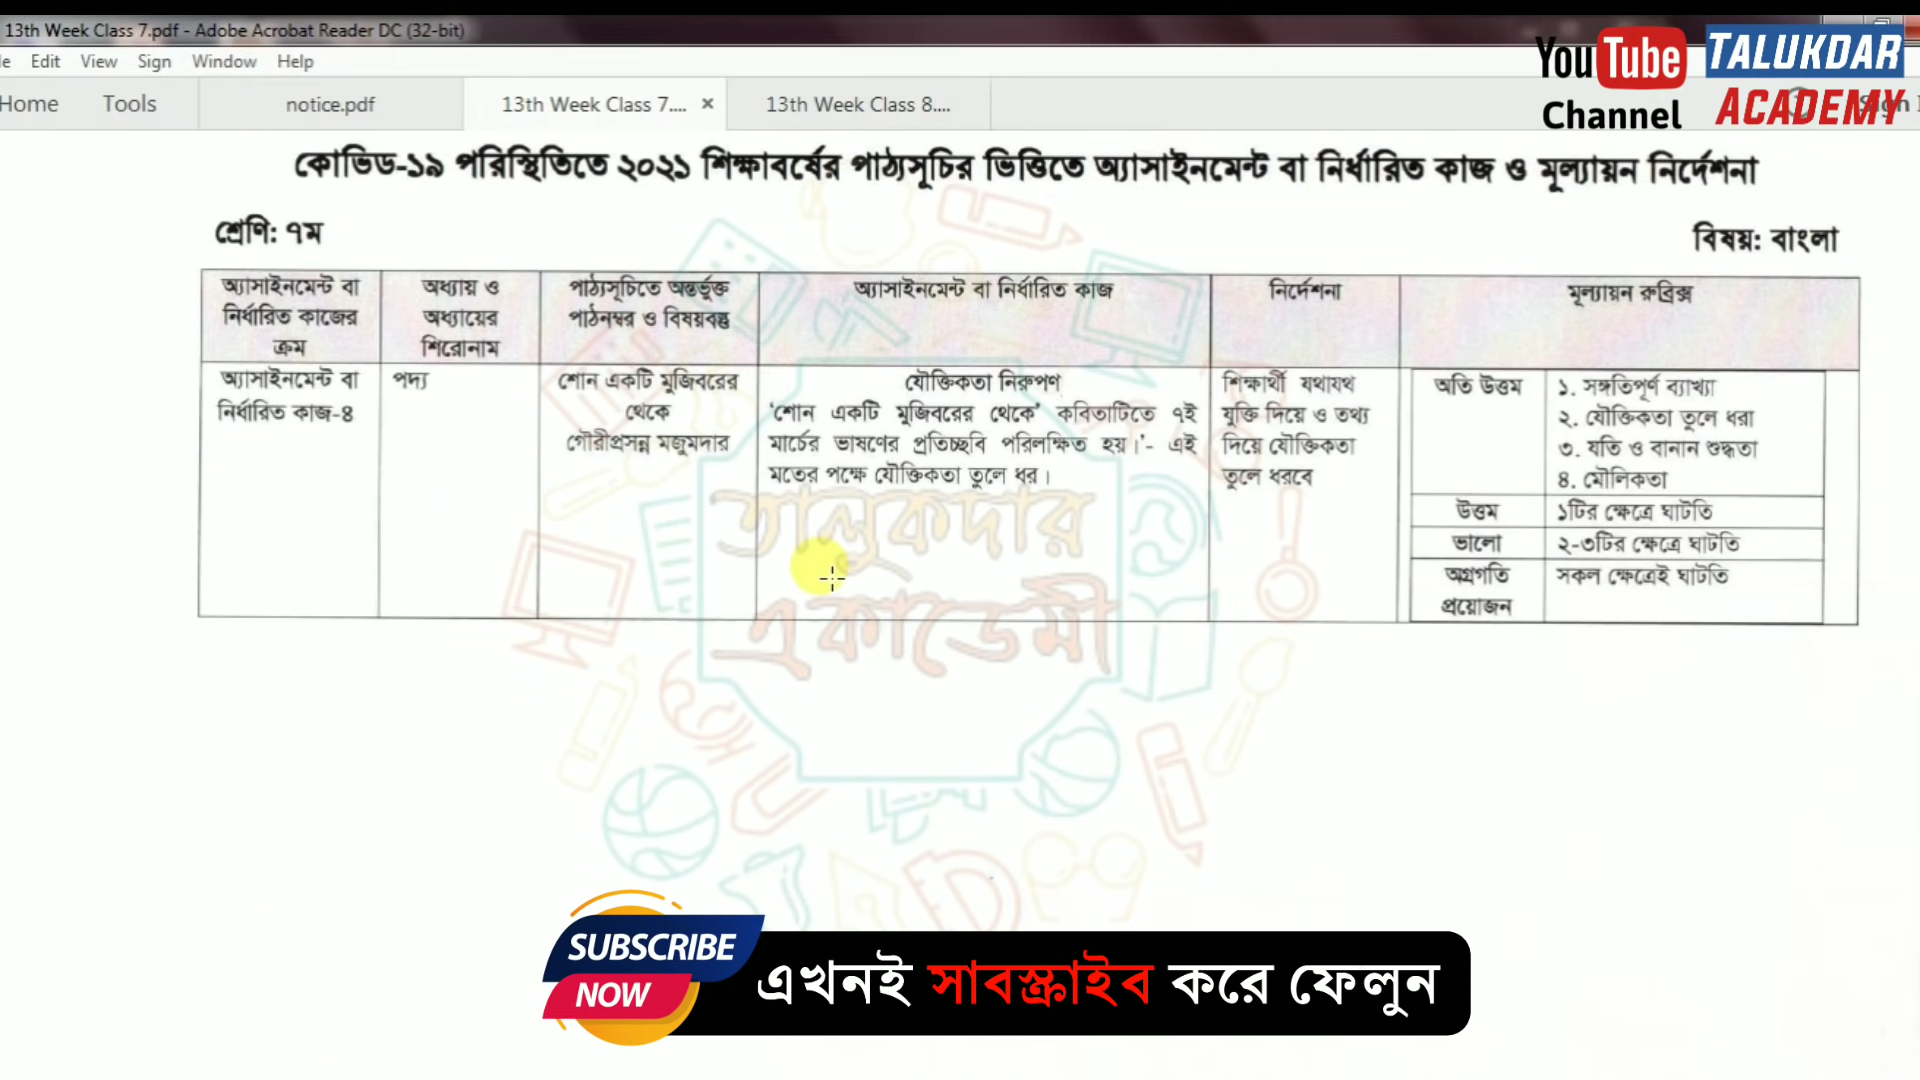 13th Week Class 7.pdf - Adobe Acrobat Reader DC (32-bit)
Edit View Sign Window Help
Home Tools notice.pdf 13th Week Class 7.... × 13th Week Class 8....
YouTube Channel
TALUKDAR
ACADEMY
কোভিড-১৯ পরিস্থিতিতে ২০২১ শিক্ষাবর্ষের পাঠ্যসূচির ভিত্তিতে অ্যাসাইনমেন্ট বা নির্ধারিত কাজ ও মূল্যায়ন নির্দেশনা
শ্রেণি: ৭ম
বিষয়: বাংলা
অ্যাসাইনমেন্ট বা
নির্ধারিত কাজের
ক্রম
অধ্যায় ও
অধ্যায়ের
শিরোনাম
পাঠ্যসূচিতে অন্তর্ভুক্ত
পাঠনম্বর ও বিষয়বস্তু
অ্যাসাইনমেন্ট বা নির্ধারিত কাজ
নির্দেশনা
মূল্যায়ন রুব্রিক্স
অ্যাসাইনমেন্ট বা
নির্ধারিত কাজ-৪
পদ্য
শোন একটি মুজিবরের
থেকে
গৌরীপ্রসন্ন মজুমদার
যৌক্তিকতা নিরুপণ
'শোন একটি মুজিবরের থেকে' কবিতাটিতে ৭ই
মার্চের ভাষণের প্রতিচ্ছবি পরিলক্ষিত হয়।'- এই
মতের পক্ষে যৌক্তিকতা তুলে ধর।
শিক্ষার্থী যথাযথ
যুক্তি দিয়ে ও তথ্য
দিয়ে যৌক্তিকতা
তুলে ধরবে
অতি উত্তম
১. সঙ্গতিপূর্ণ ব্যাখ্যা
২. যৌক্তিকতা তুলে ধরা
৩. যতি ও বানান শুদ্ধতা
৪. মৌলিকতা
উত্তম
১টির ক্ষেত্রে ঘাটতি
ভালো
২-৩টির ক্ষেত্রে ঘাটতি
অগ্রগতি
প্রয়োজন
সকল ক্ষেত্রেই ঘাটতি
তালুকদার
একাডেমী
SUBSCRIBE
NOW
এখনই সাবস্ক্রাইব করে ফেলুন